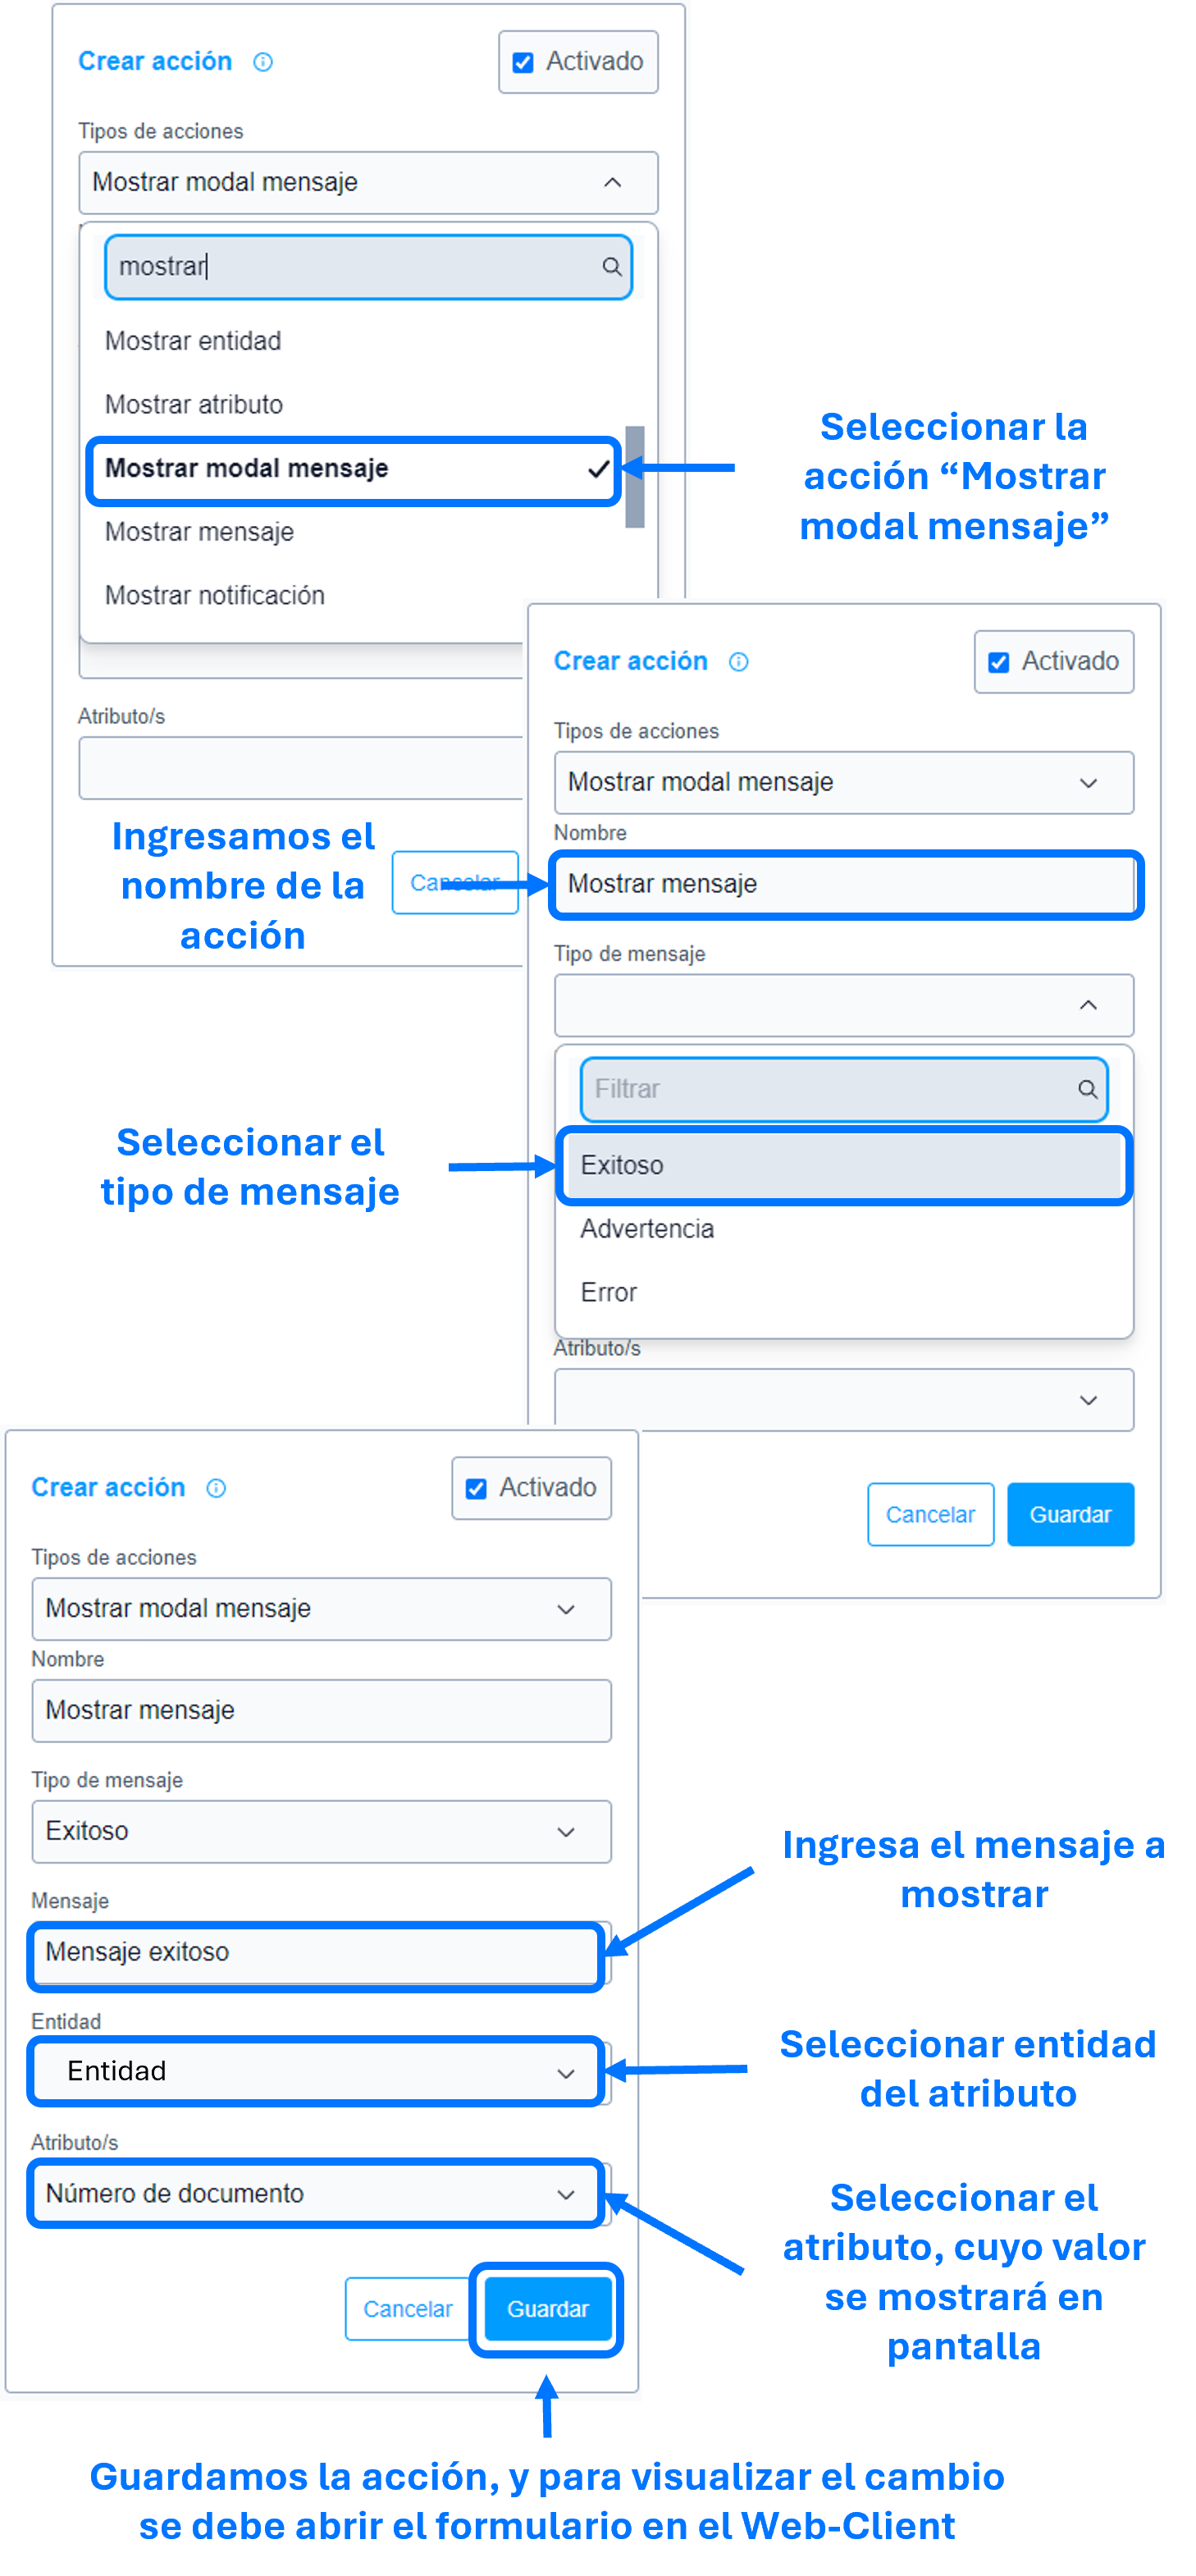 Crear acción
Activado
Tipos de acciones
Mostrar modal mensaje
mostrar
Mostrar entidad
Mostrar atributo
Mostrar modal mensaje
Mostrar mensaje
Mostrar notificación
Atributo/s
Cancelar
Seleccionar la
acción “Mostrar
modal mensaje”
Crear acción
Activado
Tipos de acciones
Mostrar modal mensaje
Nombre
Mostrar mensaje
Ingresamos el
nombre de la
acción
Tipo de mensaje
Filtrar
Exitoso
Advertencia
Error
Seleccionar el
tipo de mensaje
Atributo/s
Cancelar
Guardar
Crear acción
Activado
Tipos de acciones
Mostrar modal mensaje
Nombre
Mostrar mensaje
Tipo de mensaje
Exitoso
Mensaje
Mensaje exitoso
Ingresa el mensaje a
mostrar
Entidad
Entidad
Seleccionar entidad
del atributo
Atributo/s
Número de documento
Seleccionar el
atributo, cuyo valor
se mostrará en
pantalla
Cancelar
Guardar
Guardamos la acción, y para visualizar el cambio
se debe abrir el formulario en el Web-Client